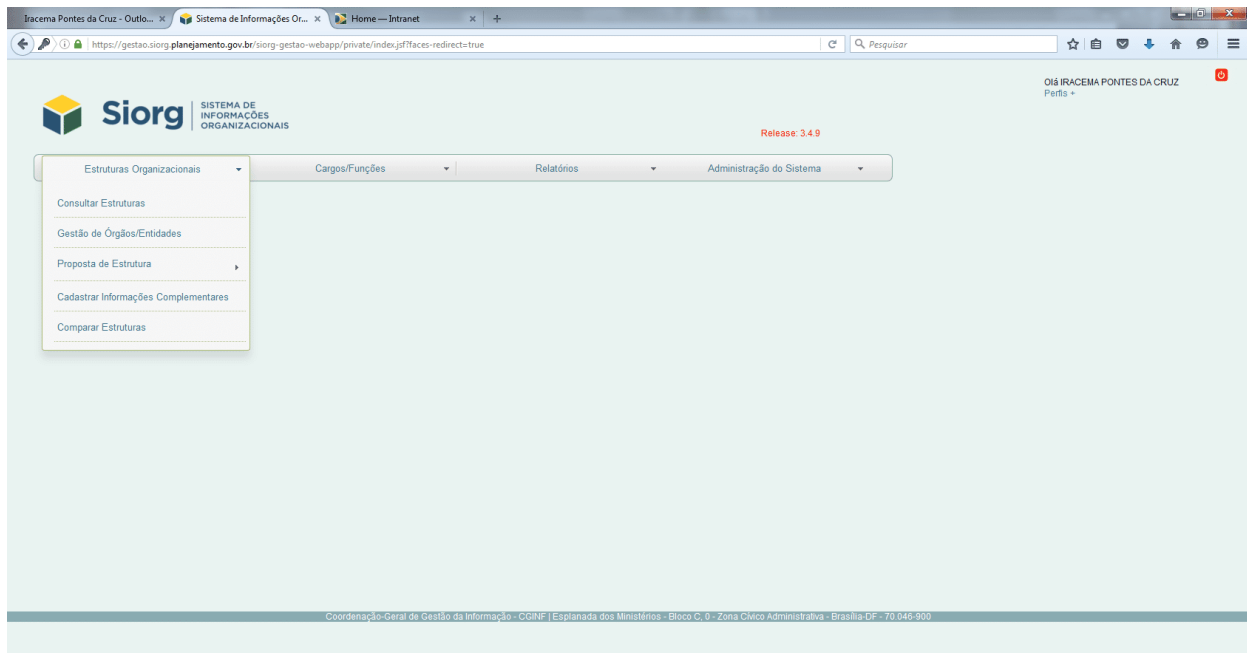 Iracema Pontes da Cruz - Outlo...
Sistema de Informações Or...
Home — Intranet
https://gestao.siorg.planejamento.gov.br/siorg-gestao-webapp/private/index.jsf?faces-redirect=true
Pesquisar
Olá IRACEMA PONTES DA CRUZ
Perfis +
Siorg
SISTEMA DE
INFORMAÇÕES
ORGANIZACIONAIS
Release: 3.4.9
Estruturas Organizacionais
Cargos/Funções
Relatórios
Administração do Sistema
Consultar Estruturas
Gestão de Órgãos/Entidades
Proposta de Estrutura
Cadastrar Informações Complementares
Comparar Estruturas
Coordenação-Geral de Gestão da Informação - CGINF | Esplanada dos Ministérios - Bloco C, 0 - Zona Cívico Administrativa - Brasília-DF - 70.046-900